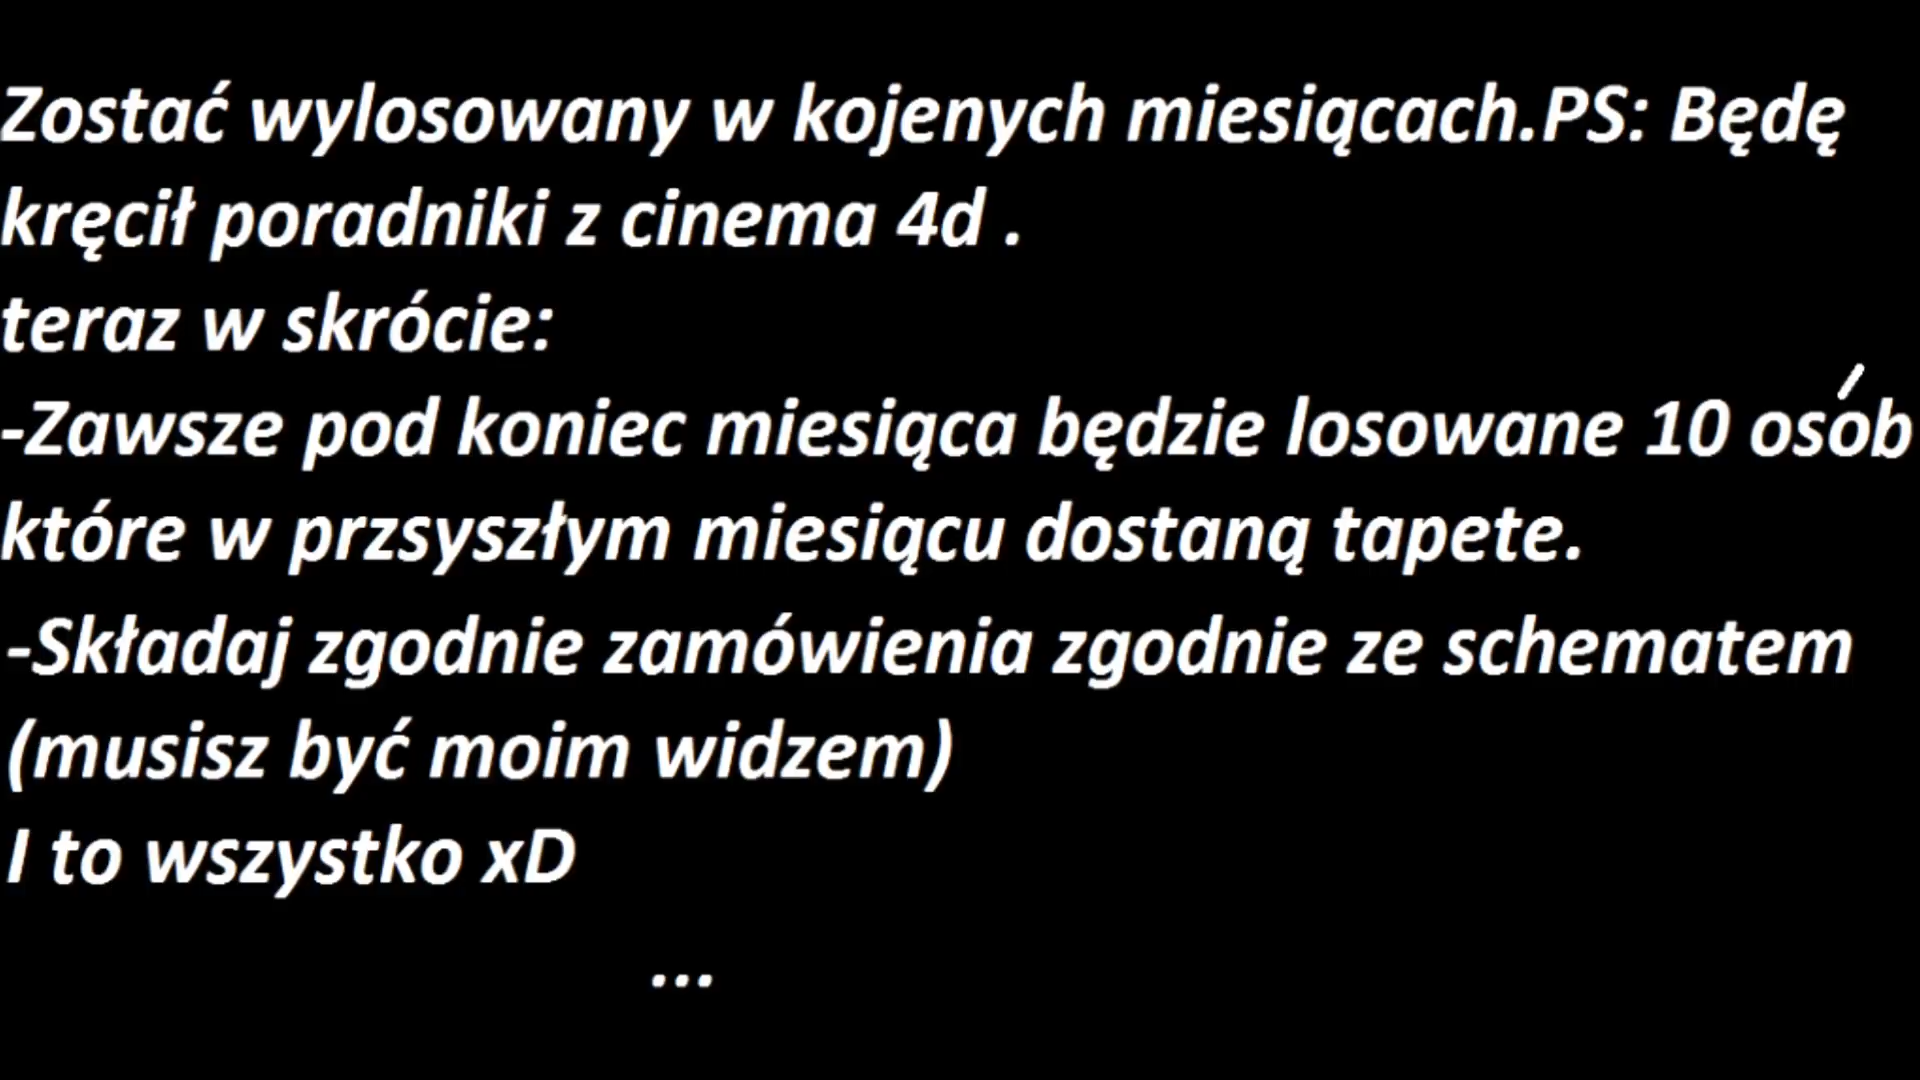 Zostać wylosowany w kojenych miesiącach.PS: Będę
kręcił poradniki z cinema 4d .
teraz w skrócie:
-Zawsze pod koniec miesiąca będzie losowane 10 osób
które w przsyszłym miesiącu dostaną tapete.
-Składaj zgodnie zamówienia zgodnie ze schematem
(musisz być moim widzem)
I to wszystko xD
...